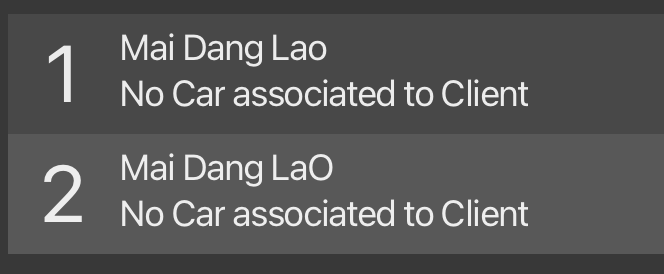 1
Mai Dang Lao
No Car associated to Client
2
Mai Dang LaO
No Car associated to Client